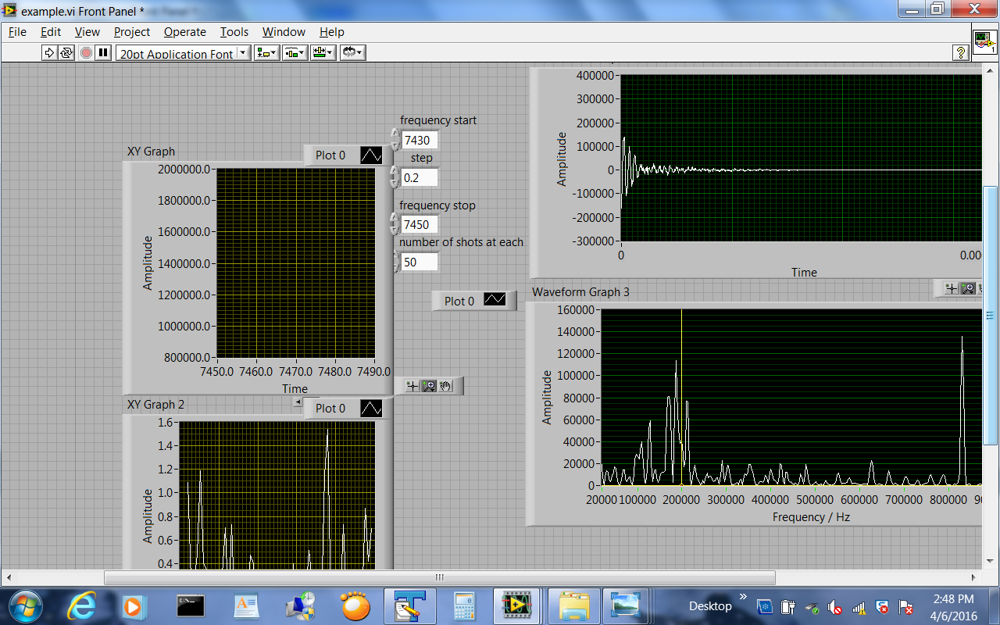 example.vi Front Panel *
File Edit View Project Operate Tools Window Help
20pt Application Font
?
1
XY Graph
Plot 0
2000000.0
1800000.0
1600000.0
1400000.0
1200000.0
1000000.0
800000.0
Amplitude
7450.0 7460.0 7470.0 7480.0 7490.0
Time
frequency start
7430
step
0.2
frequency stop
7450
number of shots at each
50
Plot 0
XY Graph 2
Plot 0
1.6
1.4
1.2
1.0
0.8
0.6
0.4
Amplitude
400000
300000
200000
100000
0
-100000
-200000
-300000
Amplitude
0 0.00
Time
Waveform Graph 3
160000
140000
120000
100000
80000
60000
40000
20000
0
Amplitude
20000 100000 200000 300000 400000 500000 600000 700000 800000 90
Frequency / Hz
Desktop
2:48 PM
4/6/2016